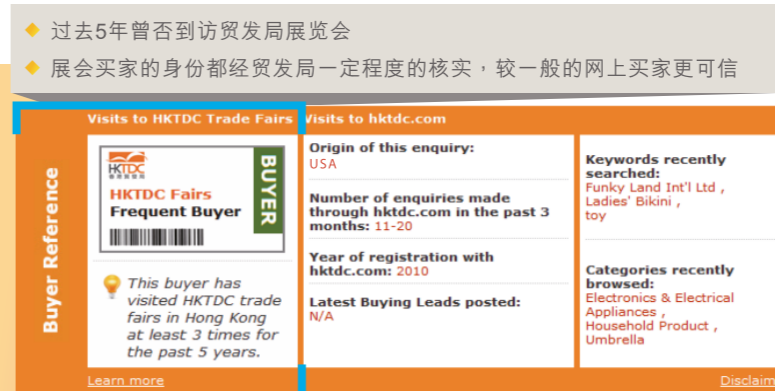 过去5年曾否到访贸发局展览会
展会买家的身份都经贸发局一定程度的核实，较一般的网上买家更可信
Visits to HKTDC Trade Fairs
Visits to hktdc.com
Buyer Reference
HKTDC
HKTDC Fairs
Frequent Buyer
BUYER
This buyer has
visited HKTDC trade
fairs in Hong Kong
at least 3 times for
the past 5 years.
Learn more
Origin of this enquiry:
USA
Number of enquiries made
through hktdc.com in the past 3
months: 11-20
Year of registration with
hktdc.com: 2010
Latest Buying Leads posted:
N/A
Keywords recently
searched:
Funky Land Int'l Ltd ,
Ladies' Bikini ,
toy
Categories recently
browsed:
Electronics & Electrical
Appliances ,
Household Product ,
Umbrella
Disclaim